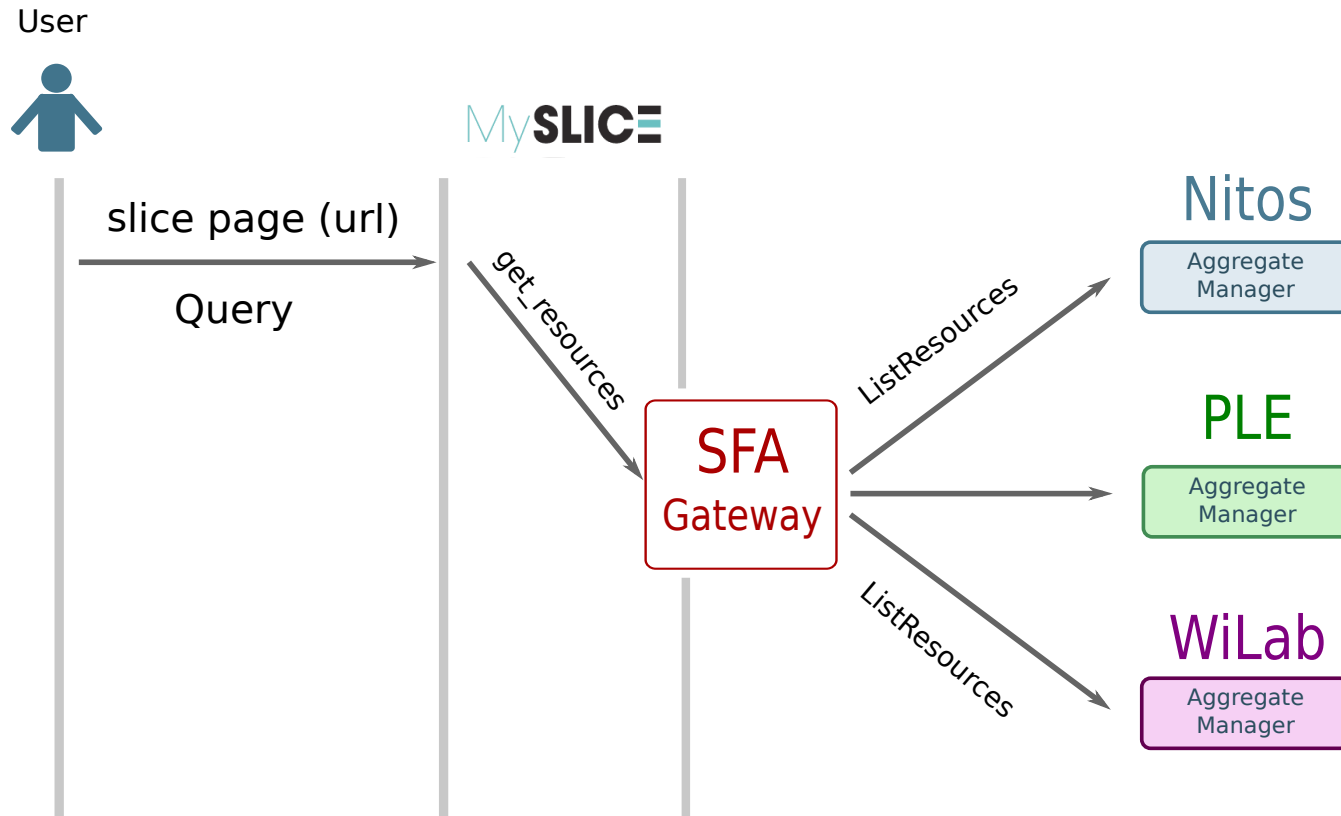 User
MySLICE
slice page (url)
Query
get_resources
SFA
Gateway
ListResources
ListResources
Nitos
Aggregate
Manager
PLE
Aggregate
Manager
WiLab
Aggregate
Manager